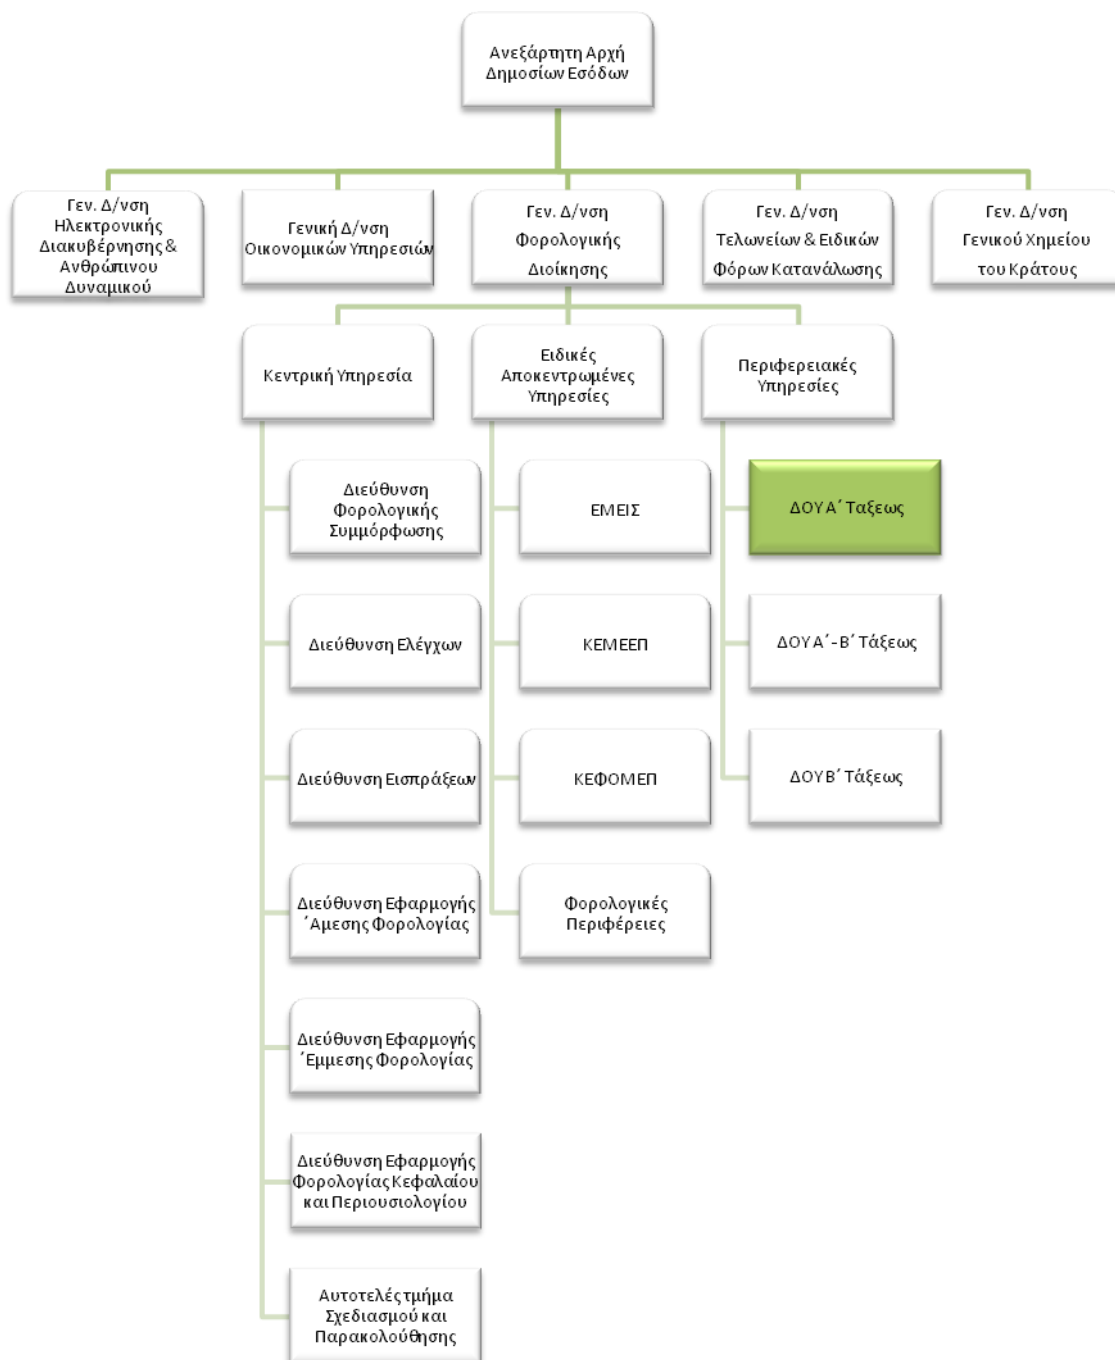 Ανεξάρτητη Αρχή
Δημοσίων Εσόδων
Γεν. Δ/νση
Ηλεκτρονικής
Διακυβέρνησης &
Ανθρώπινου
Δυναμικού
Γενική Δ/νση
Οικονομικών Υπηρεσιών
Γεν. Δ/νση
Φορολογικής
Διοίκησης
Γεν. Δ/νση
Τελωνείων & Ειδικών
Φόρων Κατανάλωσης
Γεν. Δ/νση
Γενικού Χημείου
του Κράτους
Κεντρική Υπηρεσία
Ειδικές
Αποκεντρωμένες
Υπηρεσίες
Περιφερειακές
Υπηρεσίες
Διεύθυνση
Φορολογικής
Συμμόρφωσης
ΕΜΕΙΣ
ΔΟΥ Α΄ Ταξεως
Διεύθυνση Ελέγχων
ΚΕΜΕΕΠ
ΔΟΥ Α΄-Β΄ Τάξεως
Διεύθυνση Εισπράξεων
ΚΕΦΟΜΕΠ
ΔΟΥ Β΄ Τάξεως
Διεύθυνση Εφαρμογής
΄Αμεσης Φορολογίας
Φορολογικές
Περιφέρειες
Διεύθυνση Εφαρμογής
΄Εμμεσης Φορολογίας
Διεύθυνση Εφαρμογής
Φορολογίας Κεφαλαίου
και Περιουσιολογίου
Αυτοτελές τμήμα
Σχεδιασμού και
Παρακολούθησης